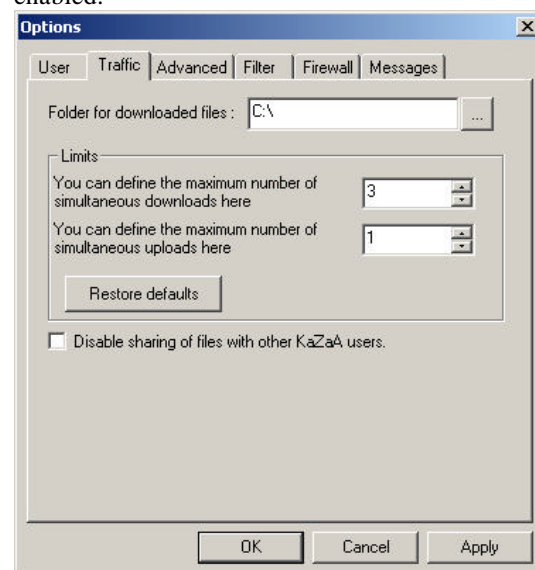 enabled.
Options
User Traffic Advanced Filter Firewall Messages
Folder for downloaded files : C:\ ...
Limits
You can define the maximum number of
simultaneous downloads here
3
You can define the maximum number of
simultaneous uploads here
1
Restore defaults
Disable sharing of files with other KaZaA users.
OK Cancel Apply